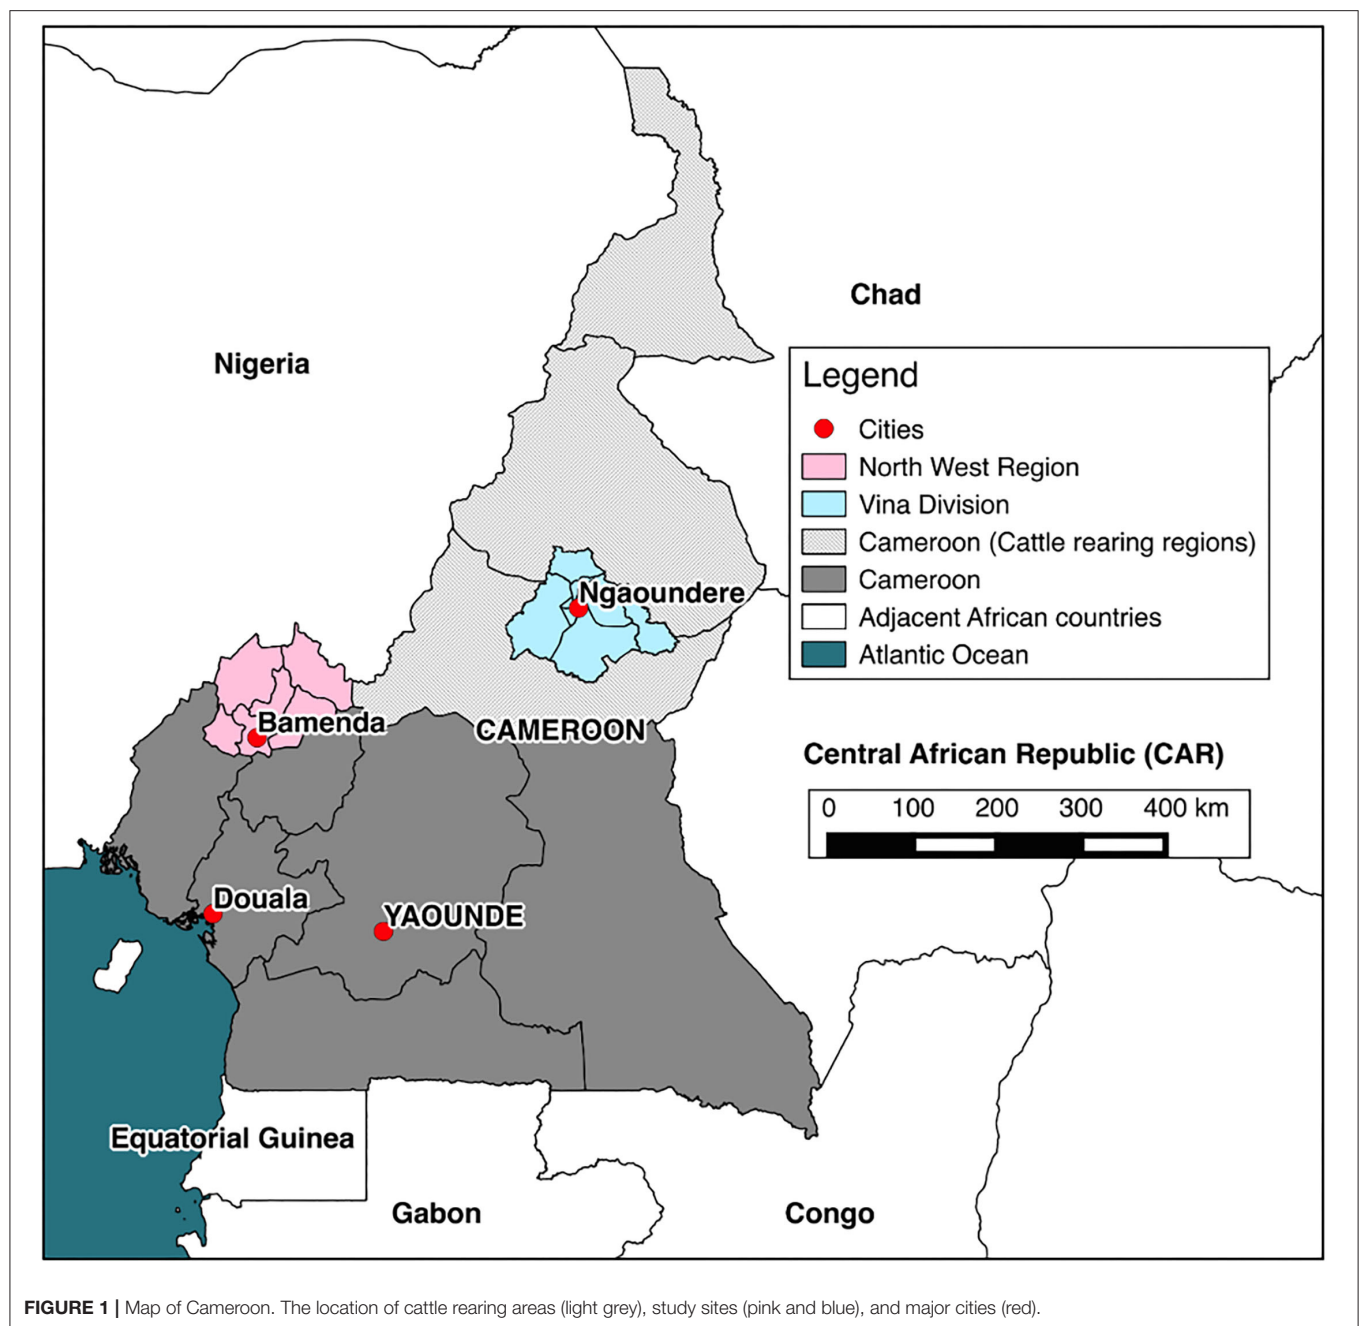 Chad
Nigeria
Legend
Cities
North West Region
Vina Division
Cameroon (Cattle rearing regions)
Cameroon
Adjacent African countries
Atlantic Ocean
Ngaoundere
Bamenda
CAMEROON
Central African Republic (CAR)
0 100 200 300 400 km
Douala
YAOUNDE
Equatorial Guinea
Gabon
Congo
FIGURE 1 | Map of Cameroon. The location of cattle rearing areas (light grey), study sites (pink and blue), and major cities (red).